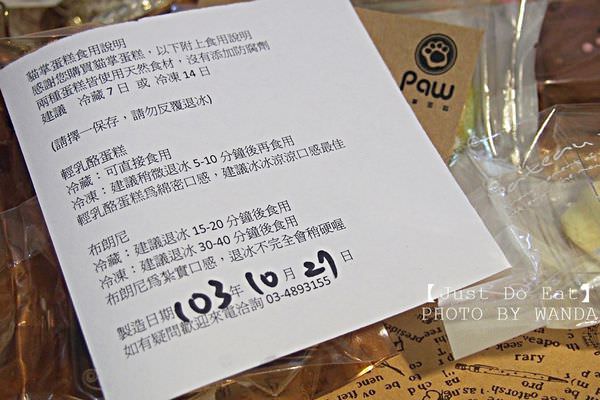 貓掌蛋糕食用說明
感謝您購買貓掌蛋糕，以下附上食用說明
兩種蛋糕皆使用天然食材，沒有添加防腐劑
建議 冷藏7日 或 冷凍14日
(請擇一保存，請勿反覆退冰)
輕乳酪蛋糕
冷藏：可直接食用
冷凍：建議稍微退冰 5-10 分鐘後再食用
輕乳酪蛋糕為綿密口感，建議冰冰涼涼口感最佳
布朗尼
冷藏：建議退冰 15-20 分鐘後食用
冷凍：建議退冰 30-40 分鐘後食用
布朗尼為紮實口感，退冰不完全會稍硬喔
製造日期 103 年 10 月 27 日
如有疑問歡迎來電洽詢 03-4893155
Paw
【Just Do Eat】
PHOTO BY WANDA
rary